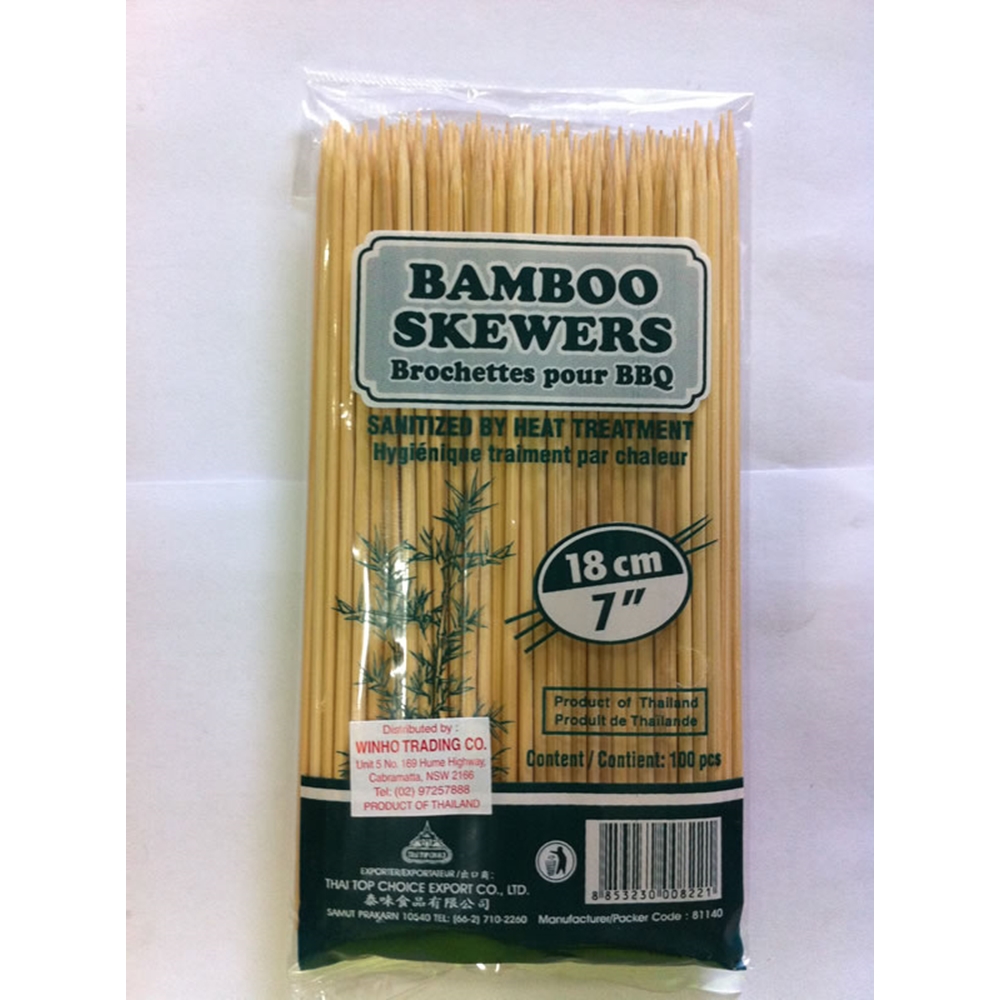 BAMBOO
SKEWERS
Brochettes pour BBQ
SANITIZED BY HEAT TREATMENT
Hygiénique traiment par chaleur
18 cm
7"
Product of Thailand
Produit de Thailande
Content / Contient: 100 pcs
Distributed by :
WINHO TRADING CO.
Unit 5 No. 169 Hume Highway,
Cabramatta, NSW 2166
Tel: (02) 97257888
PRODUCT OF THAILAND
EXPORTER/EXPORTATEUR/出口商:
THAI TOP CHOICE EXPORT CO., LTD.
泰味食品有限公司
SAMUT PRAKARN 10540 TEL: (66-2) 710-2260
8 853230 008221
Manufacturer/Packer Code : 81140